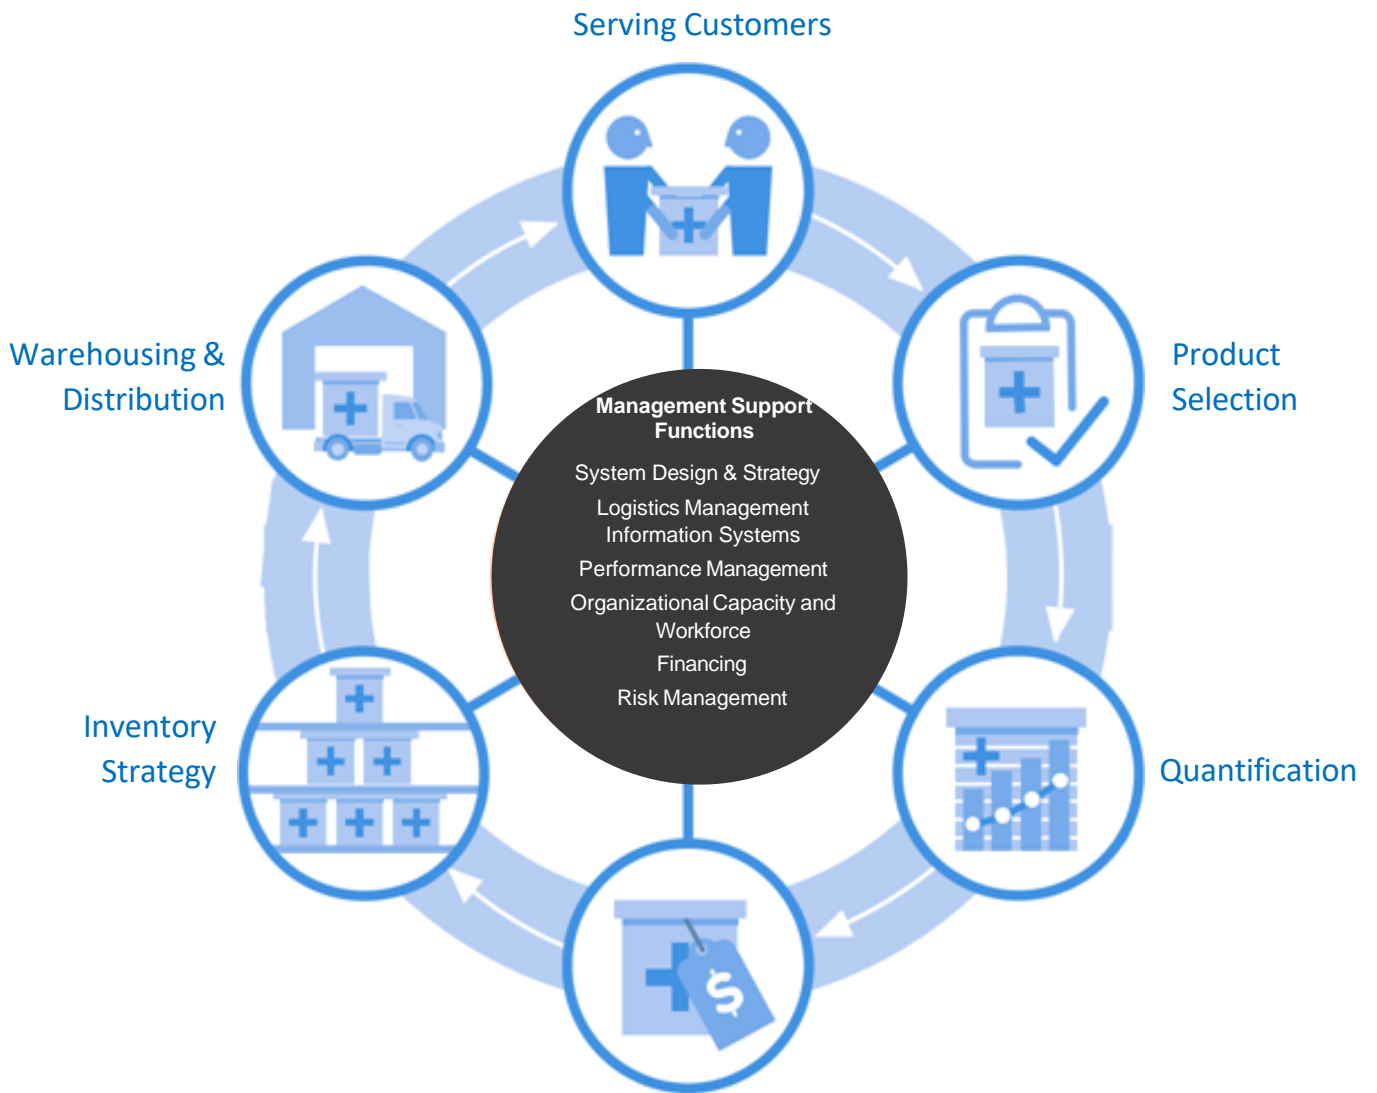 Serving Customers
Warehousing &
Distribution
Product
Selection
Management Support
Functions
System Design & Strategy
Logistics Management
Information Systems
Performance Management
Organizational Capacity and
Workforce
Financing
Risk Management
Inventory
Strategy
Quantification
$